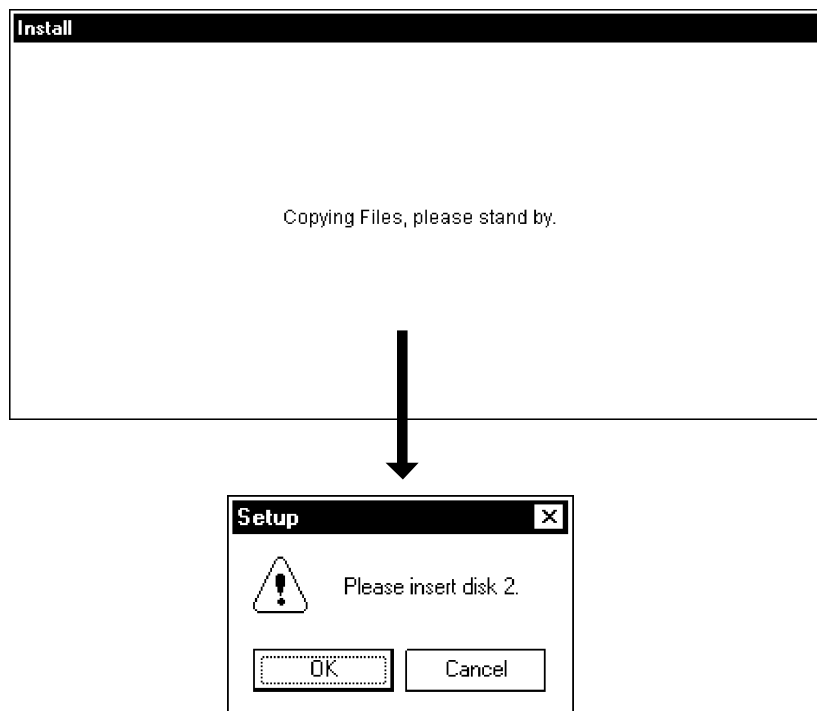 Install
Copying Files, please stand by.
Setup
Please insert disk 2.
OK Cancel